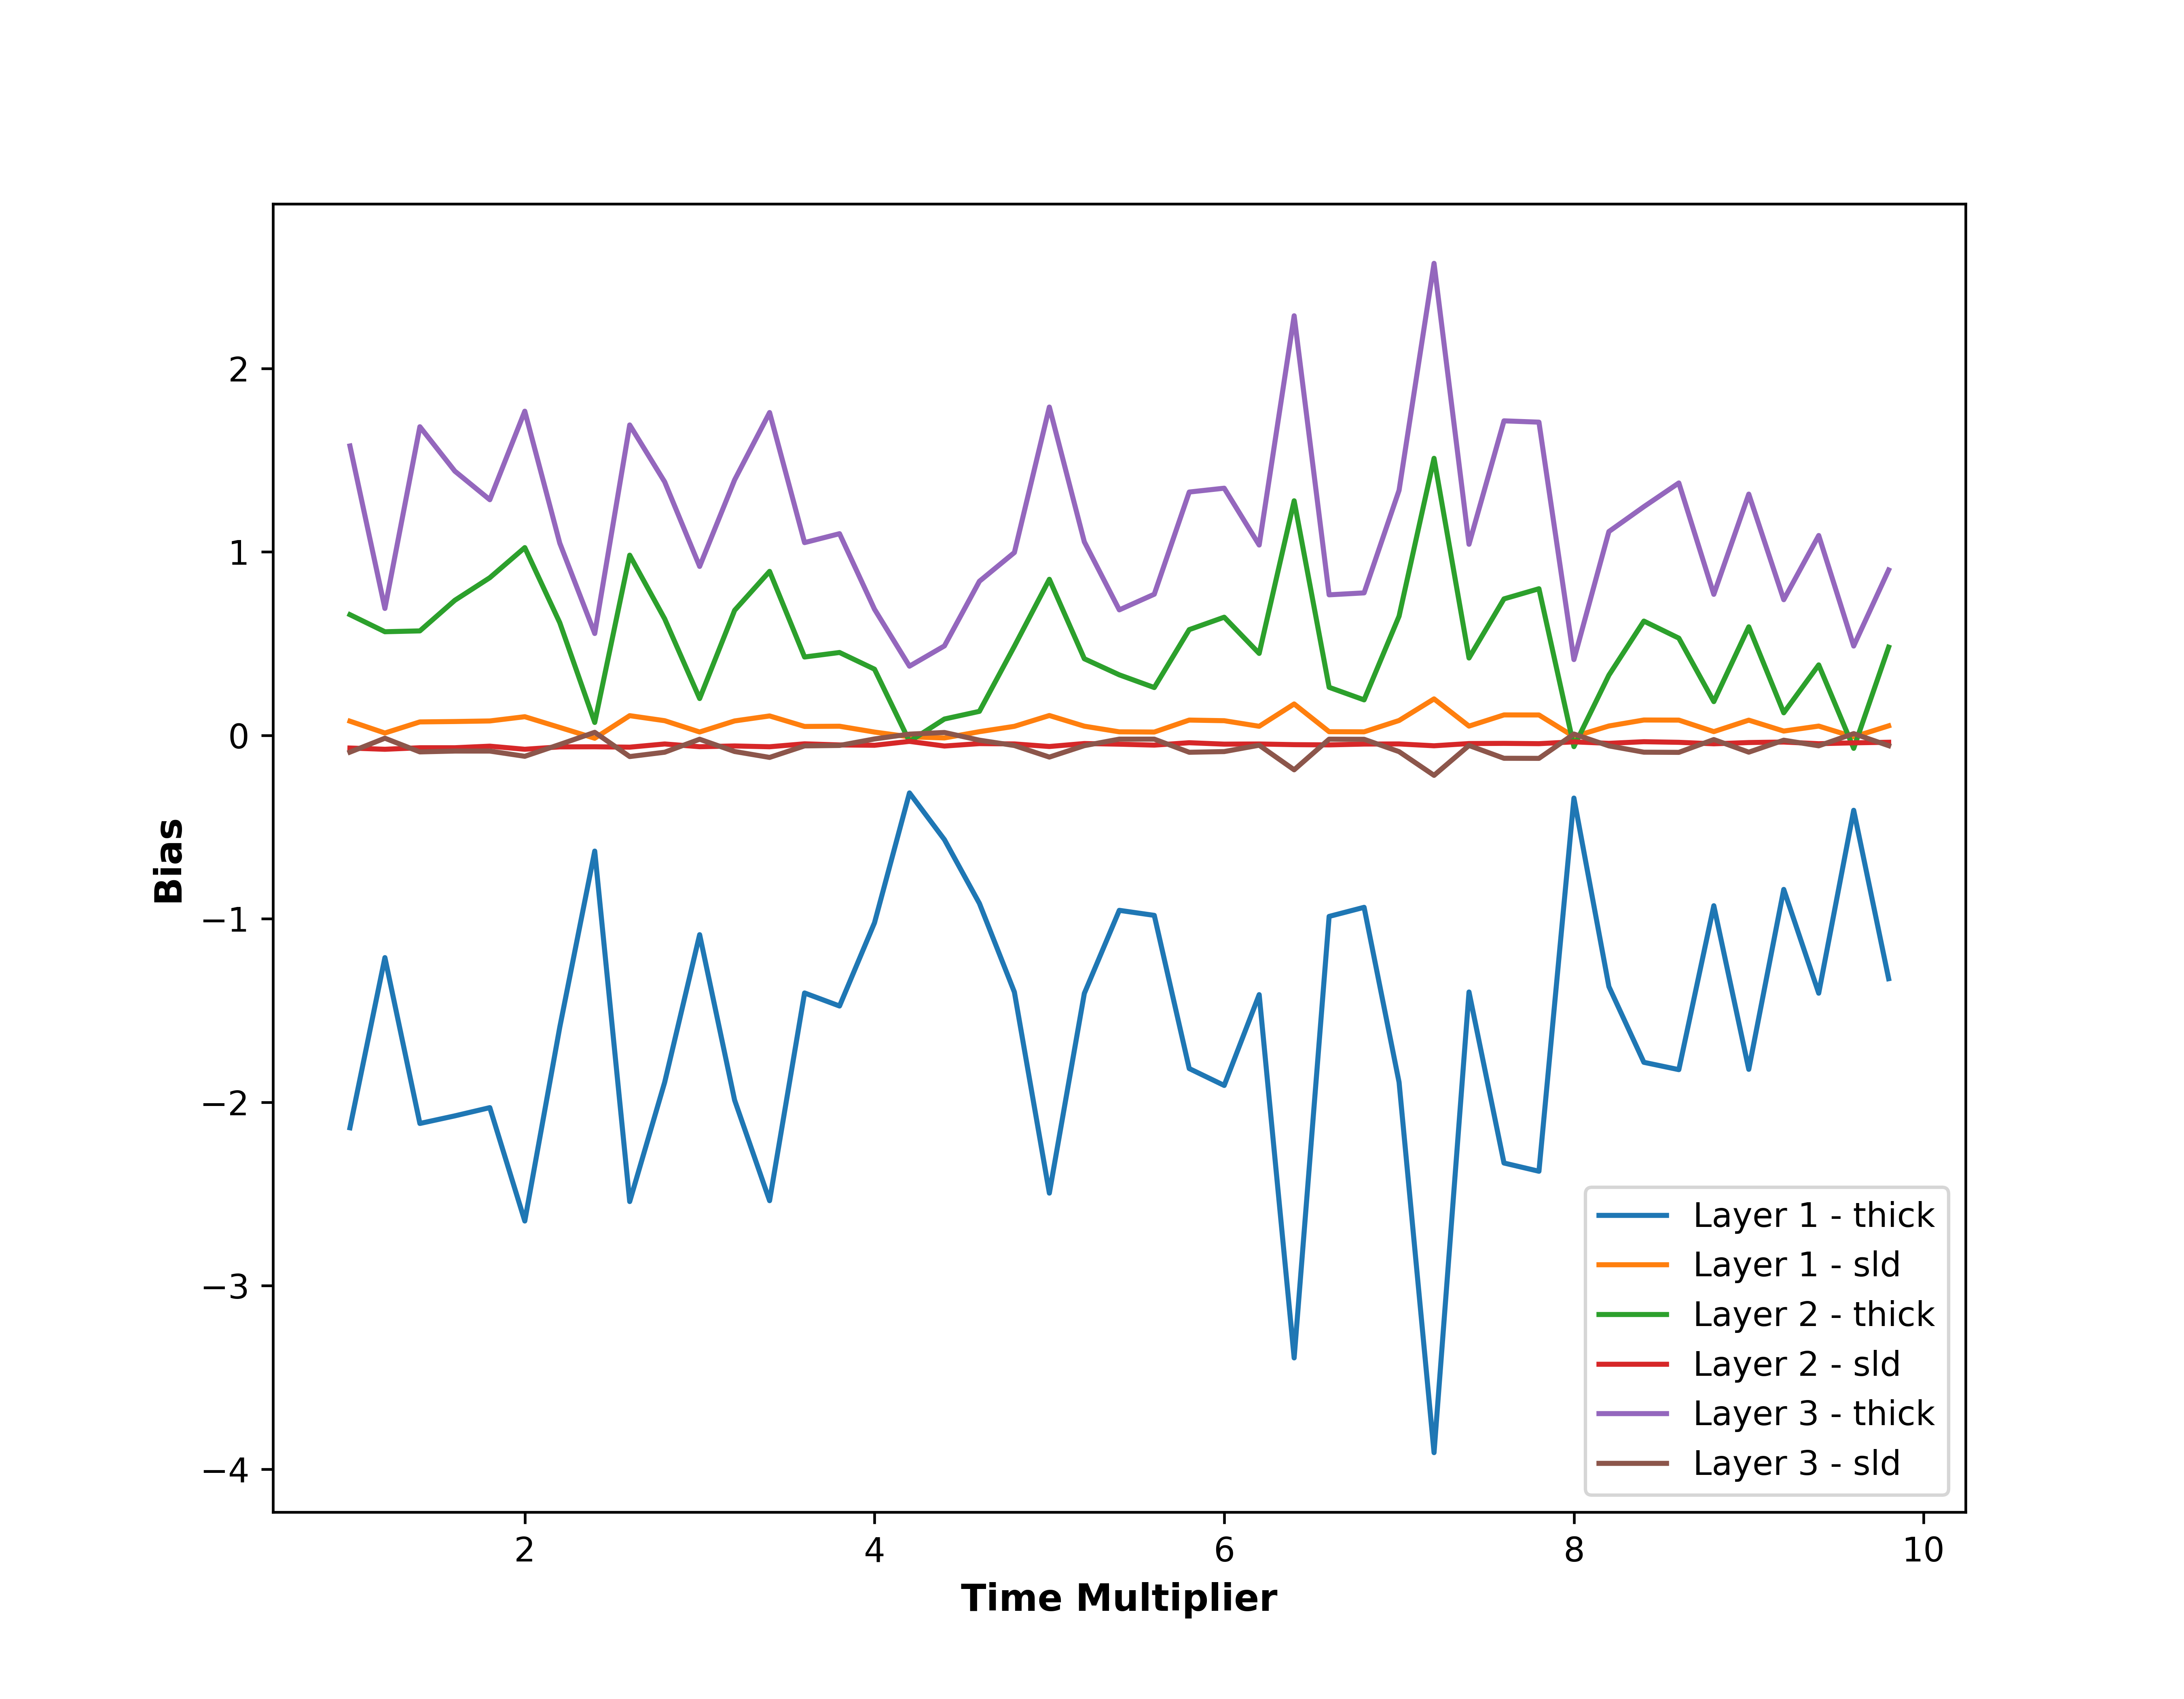 2
1
0
−1
−2
−3
−4
Bias
2
4
6
8
10
Time Multiplier
Layer 1 - thick
Layer 1 - sld
Layer 2 - thick
Layer 2 - sld
Layer 3 - thick
Layer 3 - sld